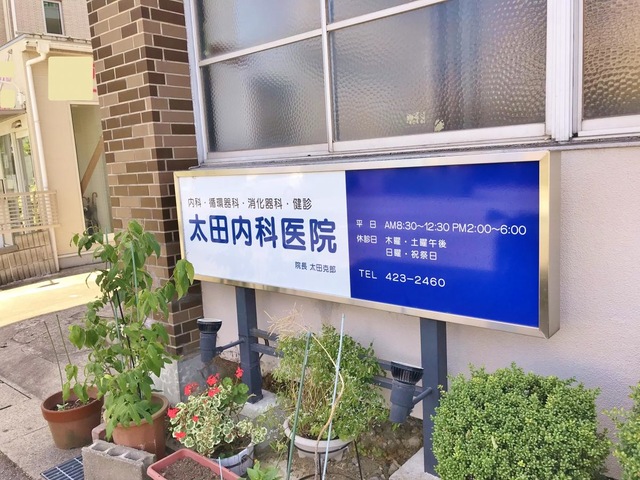 内科・循環器科・消化器科・健診
太田内科医院
院長 太田克郎
平 日 AM8:30~12:30 PM2:00~6:00
休診日 木曜・土曜午後
日曜・祝祭日
TEL 423-2460